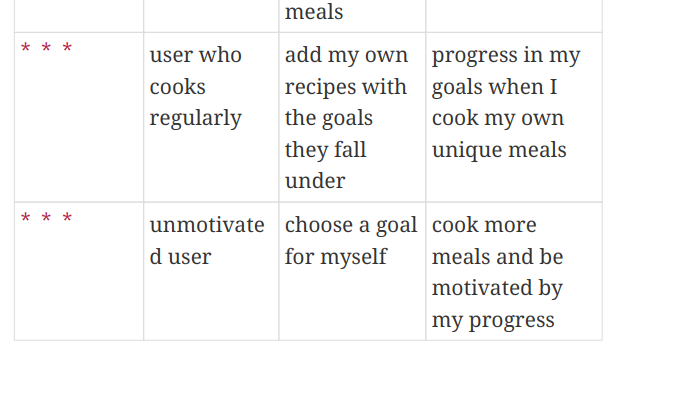 meals
* * *
user who
cooks
regularly
add my own
recipes with
the goals
they fall
under
progress in my
goals when I
cook my own
unique meals
* * *
unmotivate
d user
choose a goal
for myself
cook more
meals and be
motivated by
my progress